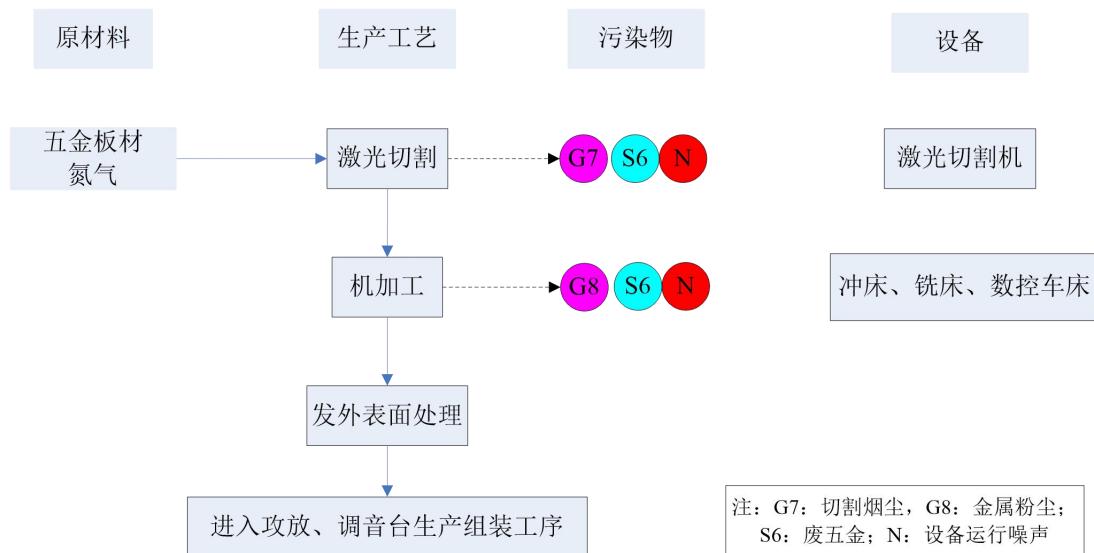 原材料
生产工艺
污染物
设备
五金板材
氮气
激光切割
G7
S6
N
激光切割机
机加工
G8
S6
N
冲床、铣床、数控车床
发外表面处理
进入攻放、调音台生产组装工序
注：G7：切割烟尘，G8：金属粉尘；
S6：废五金；N：设备运行噪声